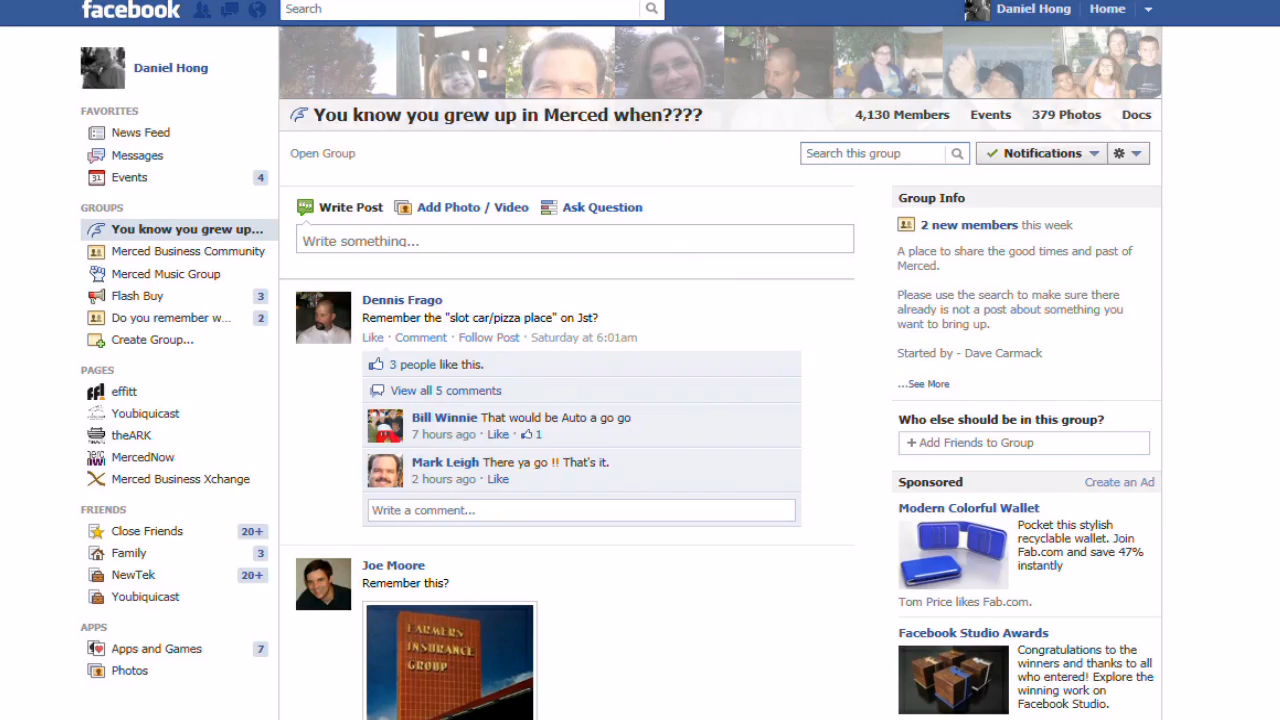 facebook
Search
Daniel Hong
Home
Daniel Hong
FAVORITES
News Feed
Messages
31
Events
4
GROUPS
You know you grew up...
Merced Business Community
Merced Music Group
Flash Buy
3
Do you remember w...
2
Create Group...
PAGES
effitt
Youbiquicast
theARK
MercedNow
Merced Business Xchange
FRIENDS
Close Friends
20+
Family
3
NewTek
20+
Youbiquicast
APPS
Apps and Games
7
Photos
You know you grew up in Merced when????
4,130 Members
Events
379 Photos
Docs
Open Group
Search this group
Notifications
Write Post
Add Photo / Video
Ask Question
Write something...
Dennis Frago
Remember the "slot car/pizza place" on Jst?
Like · Comment · Follow Post · Saturday at 6:01am
3 people like this.
View all 5 comments
Bill Winnie That would be Auto a go go
7 hours ago · Like · 1
Mark Leigh There ya go !! That's it.
2 hours ago · Like
Write a comment...
Joe Moore
Remember this?
FARMERS
INSURANCE
GROUP
Group Info
2 new members this week
A place to share the good times and past of
Merced.
Please use the search to make sure there
already is not a post about something you
want to bring up.
Started by - Dave Carmack
...See More
Who else should be in this group?
+ Add Friends to Group
Sponsored
Create an Ad
Modern Colorful Wallet
Pocket this stylish
recyclable wallet. Join
Fab.com and save 47%
instantly
Tom Price likes Fab.com.
Facebook Studio Awards
Congratulations to the
winners and thanks to all
who entered! Explore the
winning work on
Facebook Studio.